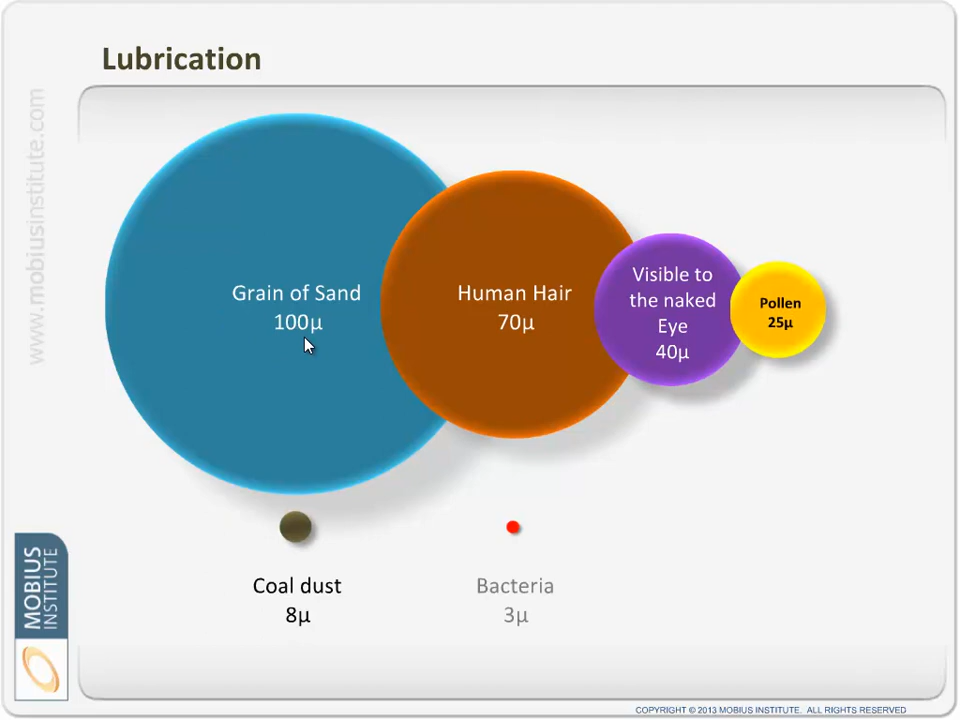 Lubrication
www.mobiusinstitute.com
Grain of Sand
100µ
Human Hair
70µ
Visible to
the naked
Eye
40µ
Pollen
25µ
Coal dust
8µ
Bacteria
3µ
MOBIUS
INSTITUTE
COPYRIGHT © 2013 MOBIUS INSTITUTE. ALL RIGHTS RESERVED